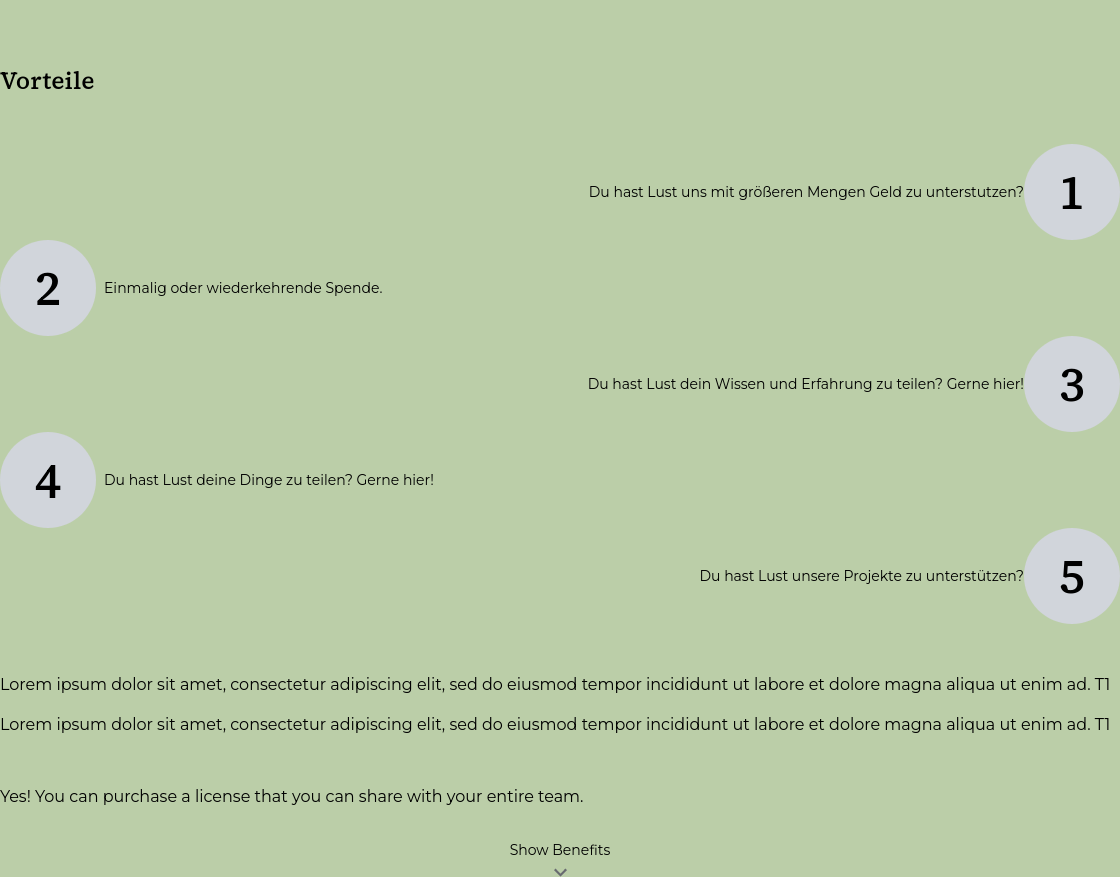 Vorteile
Du hast Lust uns mit größeren Mengen Geld zu unterstutzen?
1
2
Einmalig oder wiederkehrende Spende.
Du hast Lust dein Wissen und Erfahrung zu teilen? Gerne hier!
3
4
Du hast Lust deine Dinge zu teilen? Gerne hier!
Du hast Lust unsere Projekte zu unterstützen?
5
Lorem ipsum dolor sit amet, consectetur adipiscing elit, sed do eiusmod tempor incididunt ut labore et dolore magna aliqua ut enim ad. T1
Lorem ipsum dolor sit amet, consectetur adipiscing elit, sed do eiusmod tempor incididunt ut labore et dolore magna aliqua ut enim ad. T1
Yes! You can purchase a license that you can share with your entire team.
Show Benefits